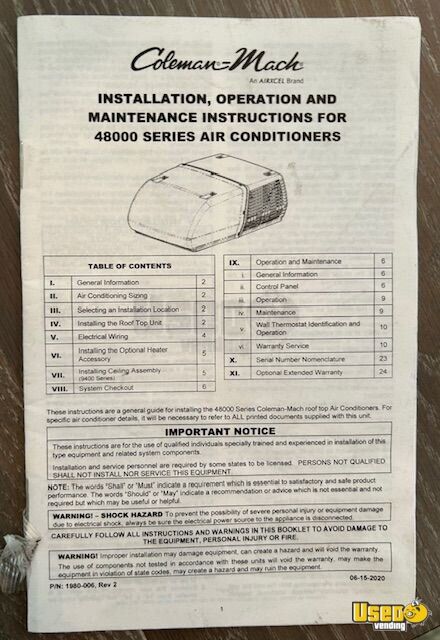 Coleman-Mach®
An AIRXCEL Brand
INSTALLATION, OPERATION AND
MAINTENANCE INSTRUCTIONS FOR
48000 SERIES AIR CONDITIONERS
TABLE OF CONTENTS
I. General Information 2
II. Air Conditioning Sizing 2
III. Selecting an Installation Location 2
IV. Installing the Roof Top Unit 2
V. Electrical Wiring 4
VI. Installing the Optional Heater Accessory 5
VII. Installing Ceiling Assembly - (9400 Series) 5
VIII. System Checkout 6
IX. Operation and Maintenance 6
i. General Information 6
ii. Control Panel 6
iii. Operation 9
iv. Maintenance 9
v. Wall Thermostat Identification and Operation 10
vi. Warranty Service 10
X. Serial Number Nomenclature 23
XI. Optional Extended Warranty 24
These instructions are a general guide for installing the 48000 Series Coleman-Mach roof top Air Conditioners. For
specific air conditioner details, it will be necessary to refer to ALL printed documents supplied with this unit.
IMPORTANT NOTICE
These instructions are for the use of qualified individuals specially trained and experienced in installation of this
type equipment and related system components.
Installation and service personnel are required by some states to be licensed. PERSONS NOT QUALIFIED
SHALL NOT INSTALL NOR SERVICE THIS EQUIPMENT.
NOTE: The words "Shall" or "Must" indicate a requirement which is essential to satisfactory and safe product
performance. The words "Should" or "May" indicate a recommendation or advice which is not essential and not
required but which may be useful or helpful.
WARNING! – SHOCK HAZARD To prevent the possibility of severe personal injury or equipment damage
due to electrical shock, always be sure the electrical power source to the appliance is disconnected.
CAREFULLY FOLLOW ALL INSTRUCTIONS AND WARNINGS IN THIS BOOKLET TO AVOID DAMAGE TO
THE EQUIPMENT, PERSONAL INJURY OR FIRE.
WARNING! Improper installation may damage equipment, can create a hazard and will void the warranty.
The use of components not tested in accordance with these units will void the warranty, may make the
equipment in violation of state codes, may create a hazard and may ruin the equipment.
P/N: 1980-006, Rev 2
06-15-2020
1
Used
vending